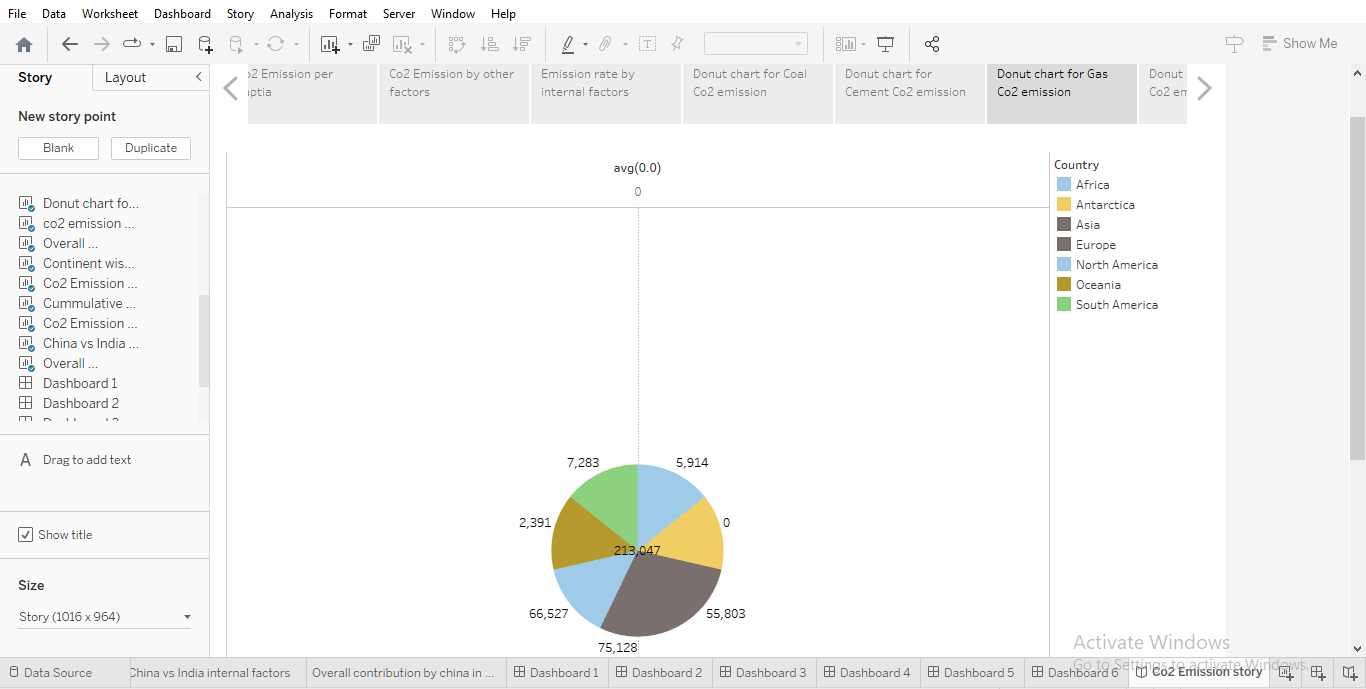 File Data Worksheet Dashboard Story Analysis Format Server Window Help
Show Me
Story Layout
New story point
Blank Duplicate
Donut chart fo...
co2 emission ...
Overall ...
Continent wis...
Co2 Emission ...
Cummulative ...
Co2 Emission ...
China vs India ...
Overall ...
Dashboard 1
Dashboard 2
A Drag to add text
Show title
Size
Story (1016 x 964)
o2 Emission per
aptia
Co2 Emission by other
factors
Emission rate by
internal factors
Donut chart for Coal
Co2 emission
Donut chart for
Cement Co2 emission
Donut chart for Gas
Co2 emission
Donut
Co2 em
avg(0.0)
0
7,283
5,914
2,391
0
213,047
66,527
55,803
75,128
Country
Africa
Antarctica
Asia
Europe
North America
Oceania
South America
Activate Windows
Go to Settings to activate Windows.
Data Source China vs India internal factors Overall contribution by china in ... Dashboard 1 Dashboard 2 Dashboard 3 Dashboard 4 Dashboard 5 Dashboard 6 Co2 Emission story